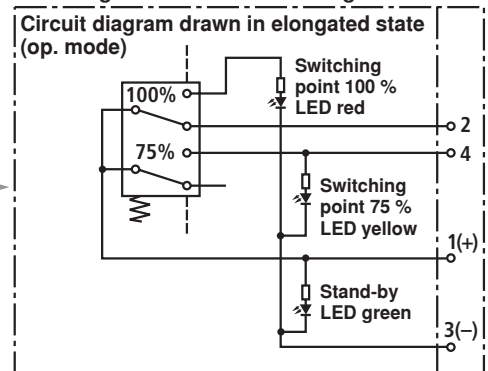 Circuit diagram drawn in elongated state
(op. mode)
Switching
point 100 %
LED red
100%
2
75%
4
Switching
point 75 %
LED yellow
1(+)
Stand-by
LED green
3(–)